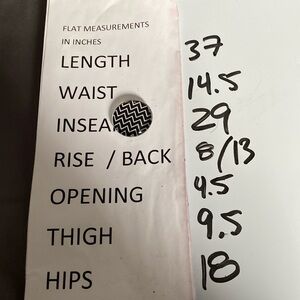 FLAT MEASUREMENTS
IN INCHES
LENGTH 37
WAIST 14.5
INSEA 29
RISE / BACK 8/13
OPENING 4.5
THIGH 9.5
HIPS 18